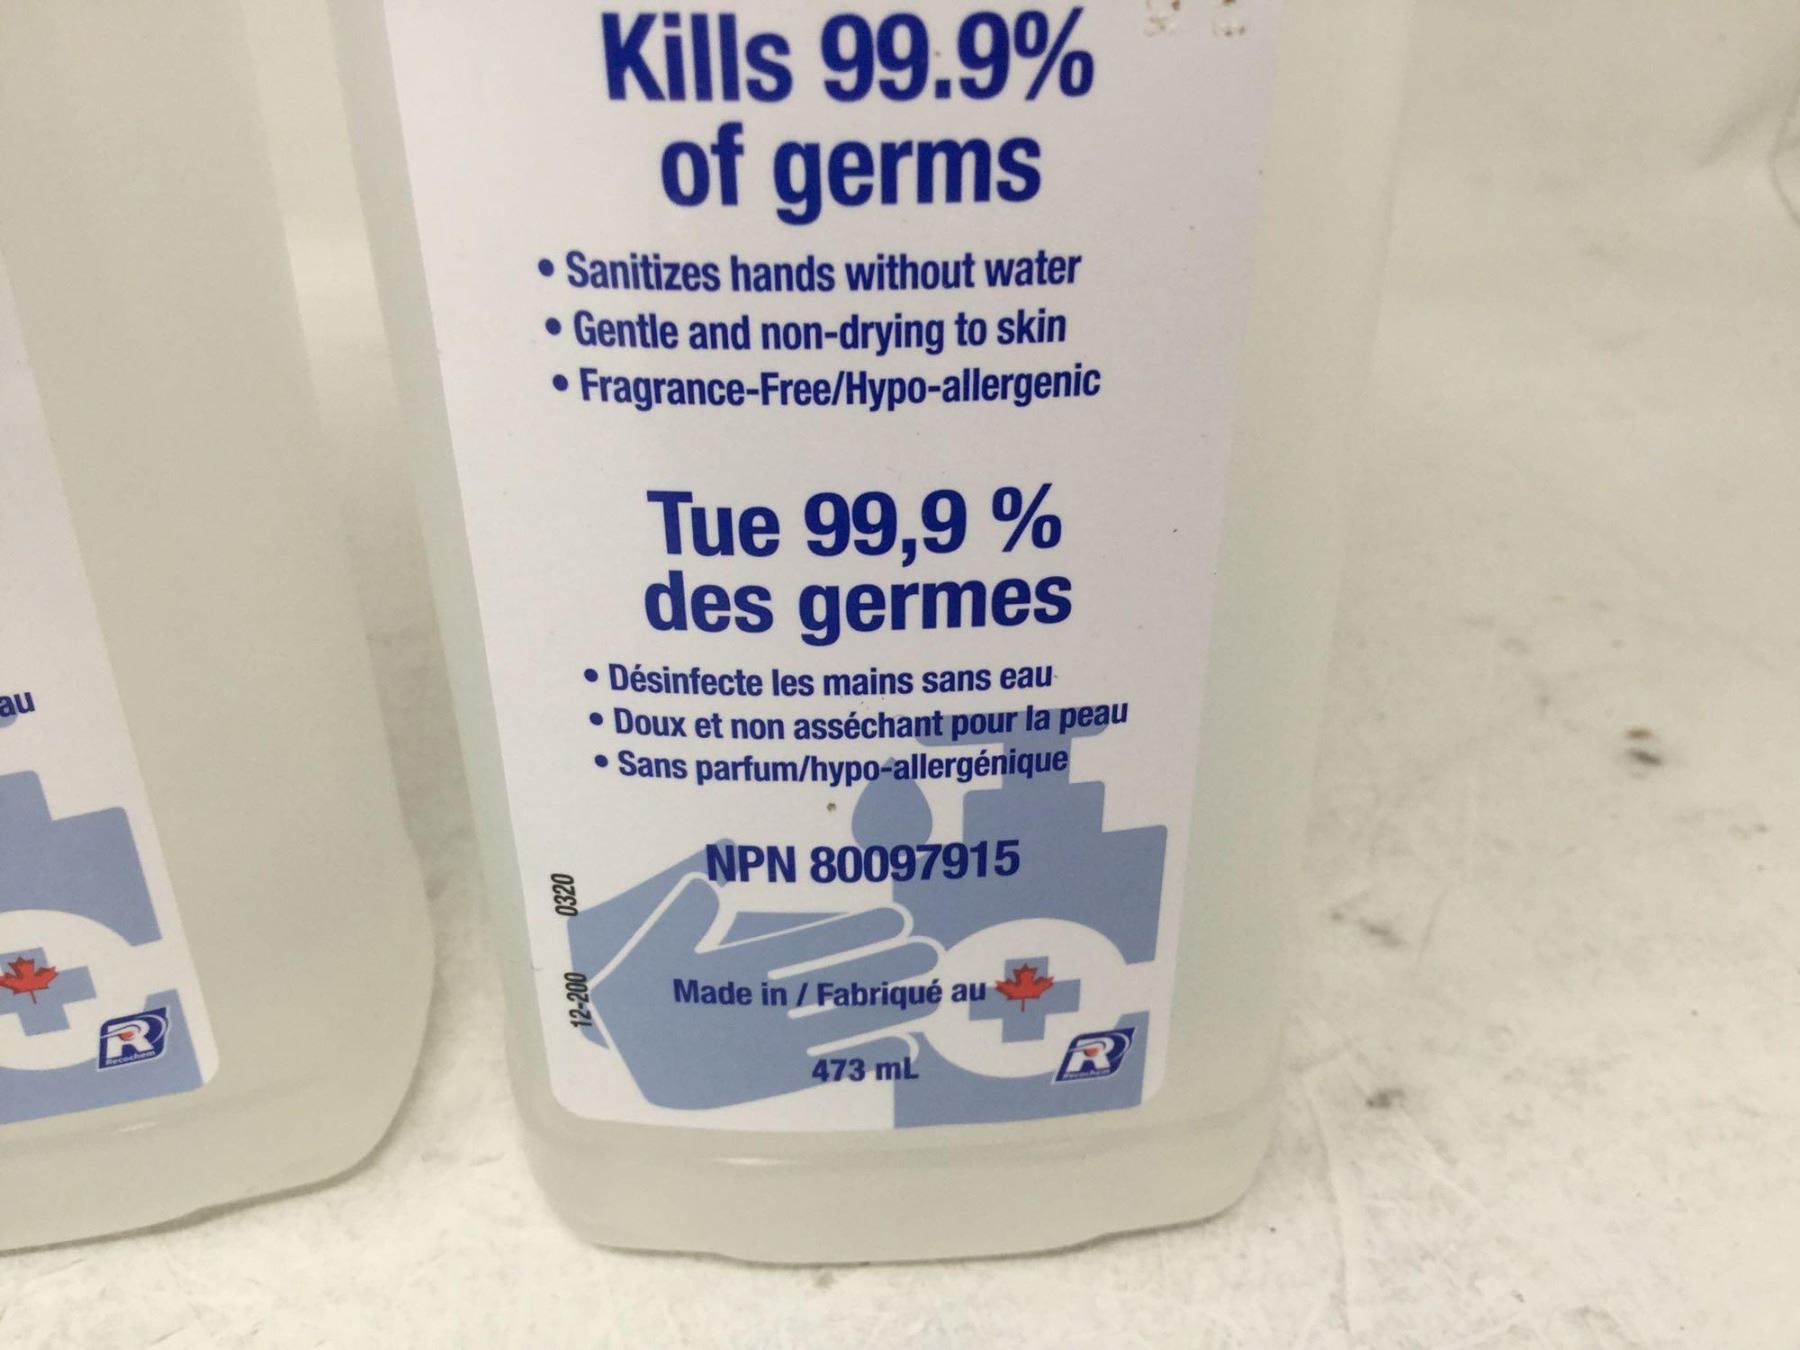 Kills 99.9%
of germs
• Sanitizes hands without water
• Gentle and non-drying to skin
• Fragrance-Free/Hypo-allergenic
Tue 99,9 %
des germes
• Désinfecte les mains sans eau
• Doux et non asséchant pour la peau
• Sans parfum/hypo-allergénique
NPN 80097915
0320
12-200
Made in / Fabriqué au
473 mL
R
Recochem
au
R
Recochem